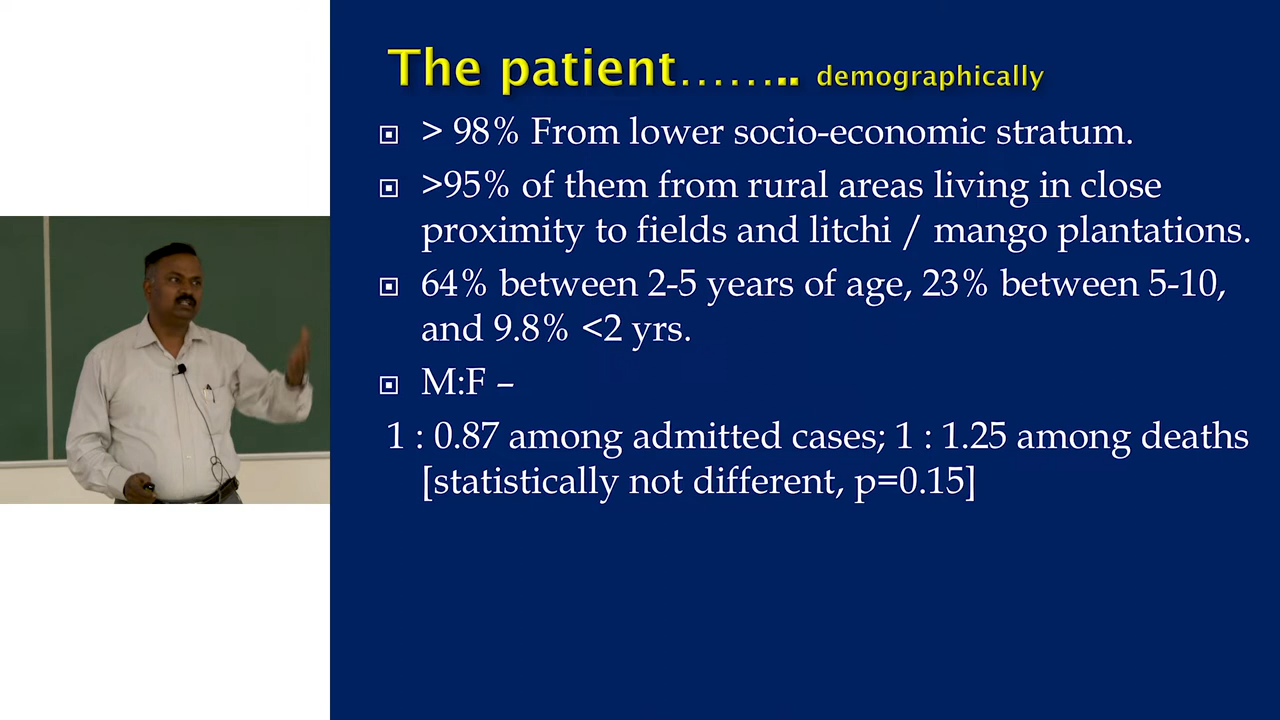 The patient…….. demographically
> 98% From lower socio-economic stratum.
>95% of them from rural areas living in close
proximity to fields and litchi / mango plantations.
64% between 2-5 years of age, 23% between 5-10,
and 9.8% <2 yrs.
M:F –
1 : 0.87 among admitted cases; 1 : 1.25 among deaths
[statistically not different, p=0.15]